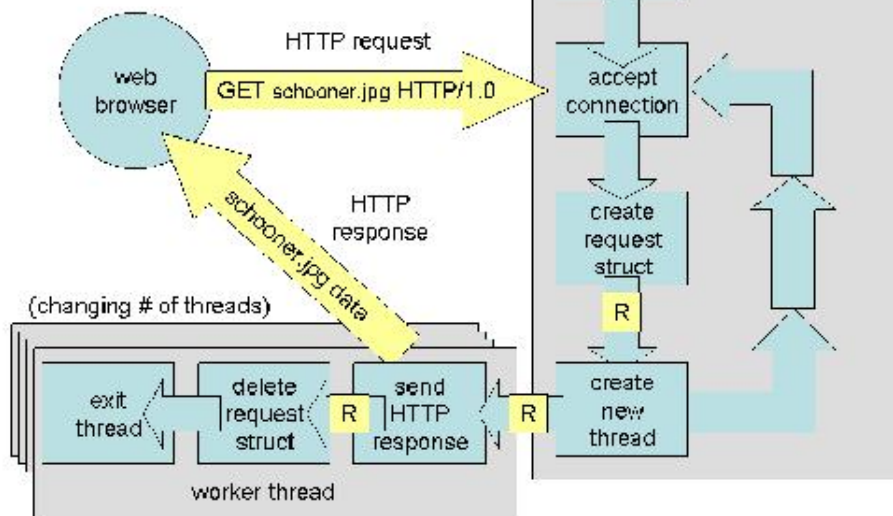 HTTP request
web
browser
GET schooner.jpg HTTP/1.0
accept
connection
HTTP
response
schooner.jpg data
create
request
struct
R
(changing # of threads)
exit
thread
delete
request
struct
R
send
HTTP
response
R
create
new
thread
worker thread